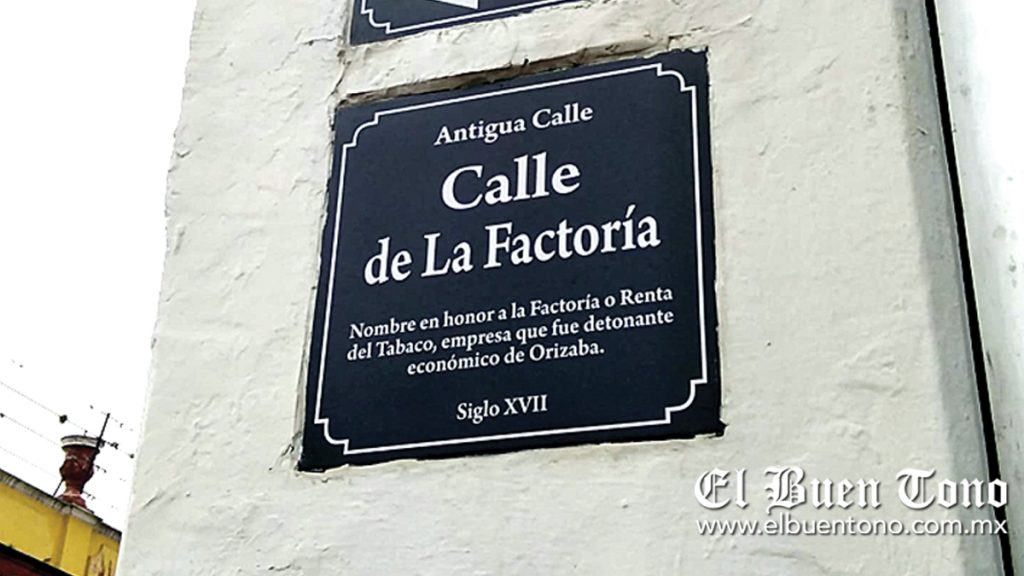 Antigua Calle
Calle
de La Factoría
Nombre en honor a la Factoría o Renta
del Tabaco, empresa que fue detonante
económico de Orizaba.
Siglo XVII
El Buen Tono
www.elbuentono.com.mx